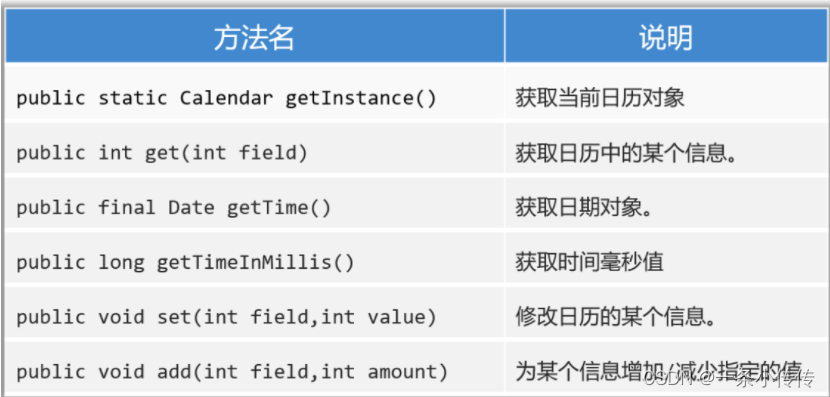 方法名 说明
public static Calendar getInstance() 获取当前日历对象
public int get(int field) 获取日历中的某个信息。
public final Date getTime() 获取日期对象。
public long getTimeInMillis() 获取时间毫秒值
public void set(int field,int value) 修改日历的某个信息。
public void add(int field,int amount) 为某个信息增加/减少指定的值
CSDN @一条小传传